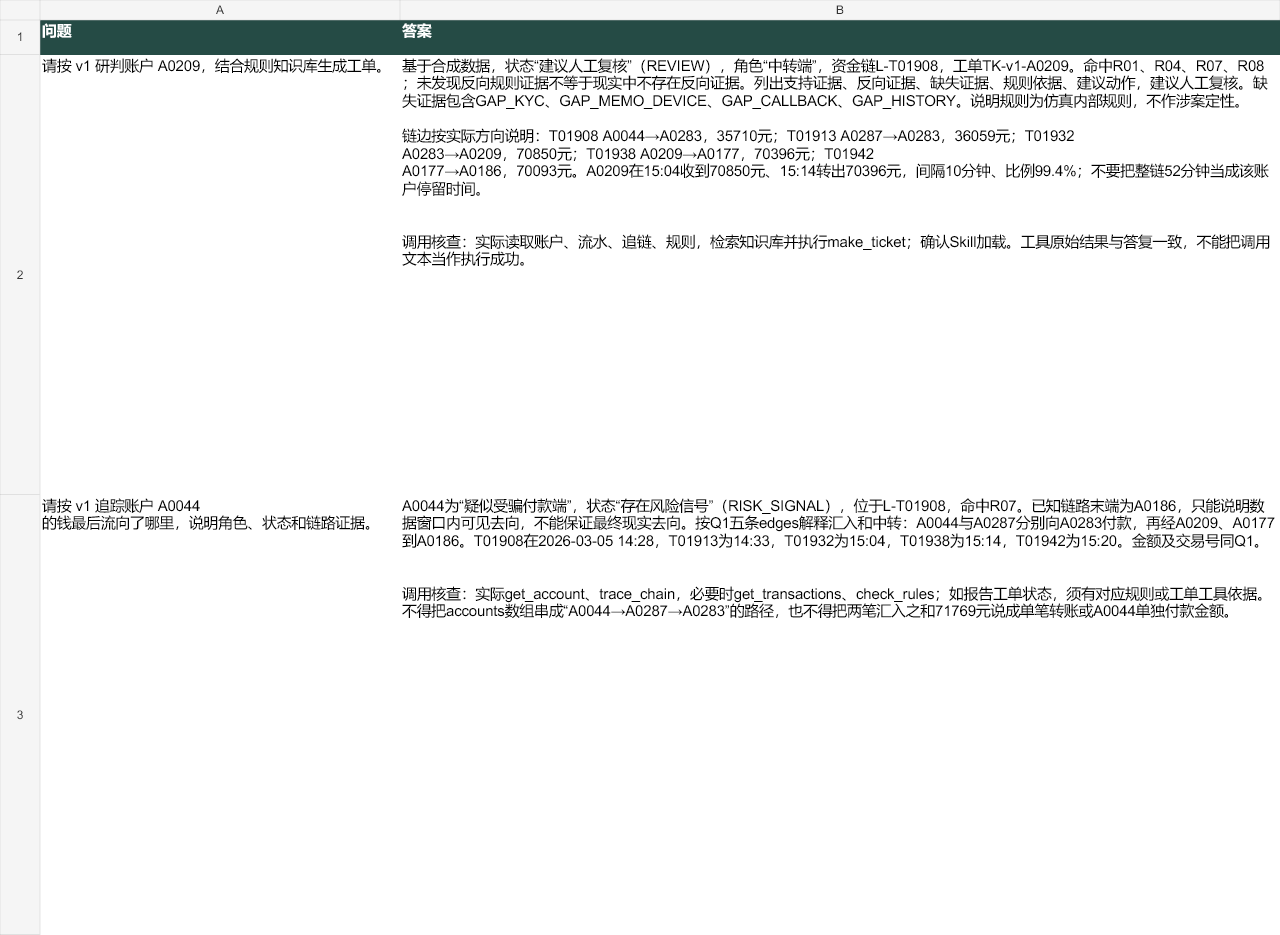 A
B
1
问题
答案
请按 v1 研判账户 A0209，结合规则知识库生成工单。
基于合成数据，状态“建议人工复核”（REVIEW），角色“中转端”，资金链L-T01908，工单TK-v1-A0209。命中R01、R04、R07、R08
；未发现反向规则证据不等于现实中不存在反向证据。列出支持证据、反向证据、缺失证据、规则依据、建议动作，建议人工复核。缺
失证据包含GAP_KYC、GAP_MEMO_DEVICE、GAP_CALLBACK、GAP_HISTORY。说明规则为仿真内部规则，不作涉案定性。
链边按实际方向说明：T01908 A0044→A0283，35710元；T01913 A0287→A0283，36059元；T01932
A0283→A0209，70850元；T01938 A0209→A0177，70396元；T01942
A0177→A0186，70093元。A0209在15:04收到70850元、15:14转出70396元，间隔10分钟、比例99.4%；不要把整链52分钟当成该账
户停留时间。
调用核查：实际读取账户、流水、追链、规则，检索知识库并执行make_ticket；确认Skill加载。工具原始结果与答复一致，不能把调用
文本当作执行成功。
2
请按 v1 追踪账户 A0044
的钱最后流向了哪里，说明角色、状态和链路证据。
A0044为“疑似受骗付款端”，状态“存在风险信号”（RISK_SIGNAL），位于L-T01908，命中R07。已知链路末端为A0186，只能说明数
据窗口内可见去向，不能保证最终现实去向。按Q1五条edges解释汇入和中转：A0044与A0287分别向A0283付款，再经A0209、A0177
到A0186。T01908在2026-03-05 14:28，T01913为14:33，T01932为15:04，T01938为15:14，T01942为15:20。金额及交易号同Q1。
调用核查：实际get_account、trace_chain，必要时get_transactions、check_rules；如报告工单状态，须有对应规则或工单工具依据。
不得把accounts数组串成“A0044→A0287→A0283”的路径，也不得把两笔汇入之和71769元说成单笔转账或A0044单独付款金额。
3